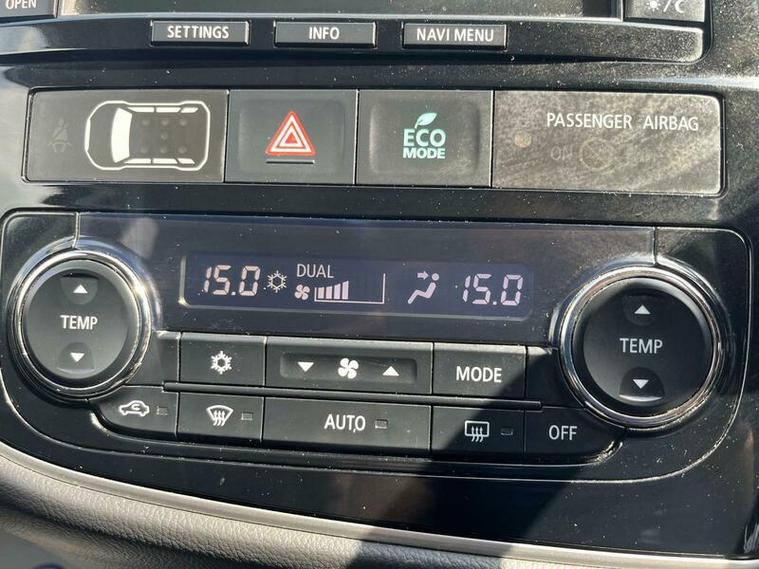 OPEN
SETTINGS INFO NAVI MENU
ECO
MODE
PASSENGER AIRBAG
ON
DUAL
15.0 15.0
TEMP TEMP
MODE
AUTO OFF